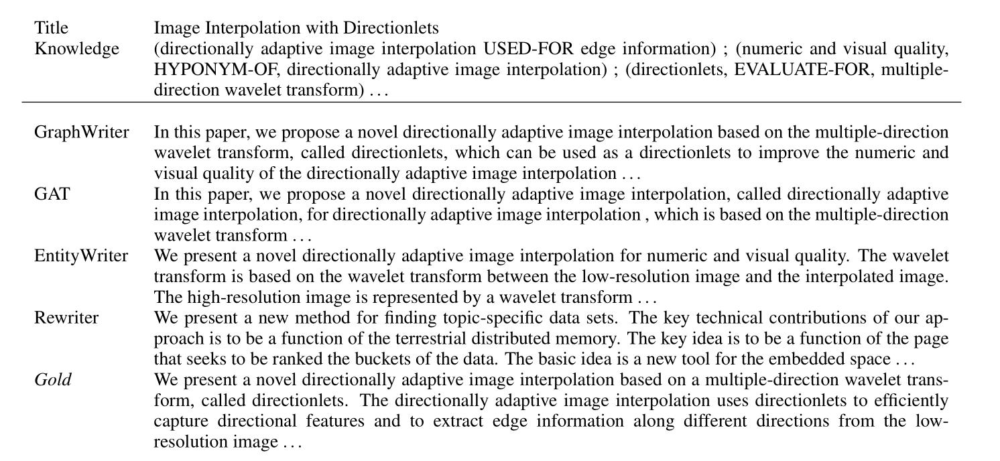 Title Image Interpolation with Directionlets
Knowledge (directionally adaptive image interpolation USED-FOR edge information) ; (numeric and visual quality,
HYPONYM-OF, directionally adaptive image interpolation) ; (directionlets, EVALUATE-FOR, multiple-
direction wavelet transform) . . .
GraphWriter In this paper, we propose a novel directionally adaptive image interpolation based on the multiple-direction
wavelet transform, called directionlets, which can be used as a directionlets to improve the numeric and
visual quality of the directionally adaptive image interpolation . . .
GAT In this paper, we propose a novel directionally adaptive image interpolation, called directionally adaptive
image interpolation, for directionally adaptive image interpolation , which is based on the multiple-direction
wavelet transform . . .
EntityWriter We present a novel directionally adaptive image interpolation for numeric and visual quality. The wavelet
transform is based on the wavelet transform between the low-resolution image and the interpolated image.
The high-resolution image is represented by a wavelet transform . . .
Rewriter We present a new method for finding topic-specific data sets. The key technical contributions of our ap-
proach is to be a function of the terrestrial distributed memory. The key idea is to be a function of the page
that seeks to be ranked the buckets of the data. The basic idea is a new tool for the embedded space . . .
Gold We present a novel directionally adaptive image interpolation based on a multiple-direction wavelet trans-
form, called directionlets. The directionally adaptive image interpolation uses directionlets to efficiently
capture directional features and to extract edge information along different directions from the low-
resolution image . . .